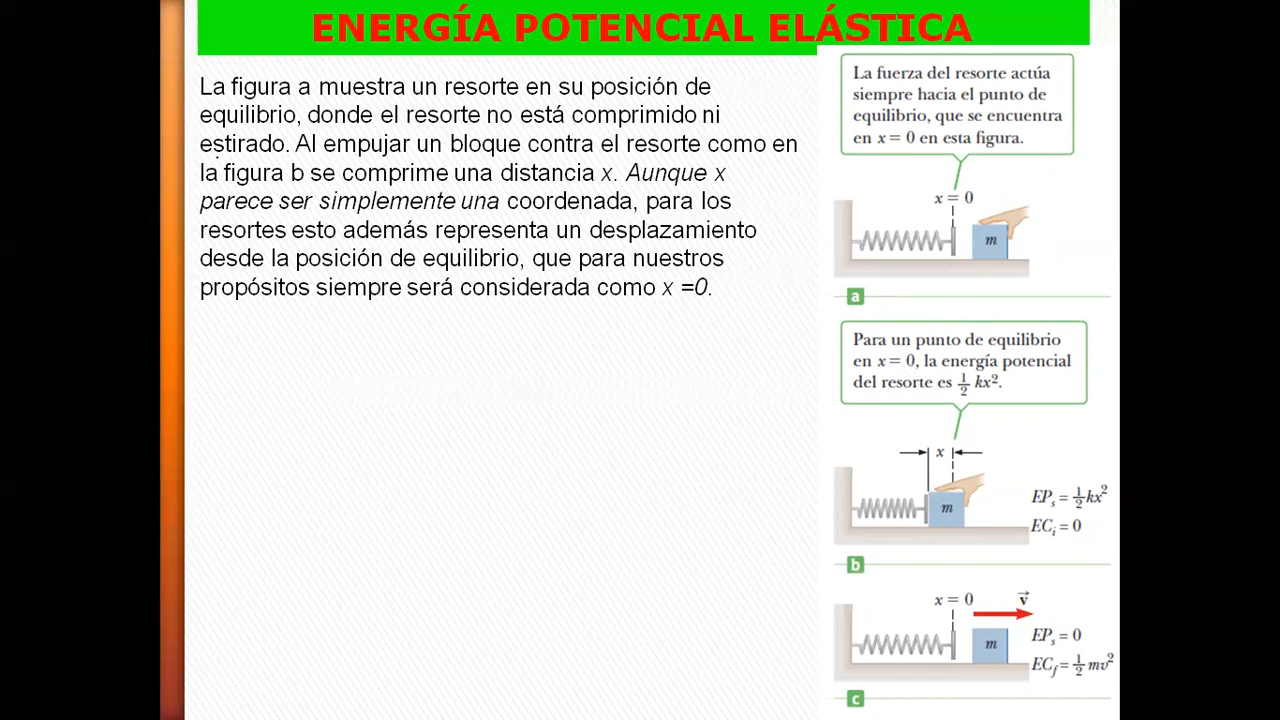 ENERGÍA POTENCIAL ELÁSTICA
La figura a muestra un resorte en su posición de
equilibrio, donde el resorte no está comprimido ni
estirado. Al empujar un bloque contra el resorte como en
la figura b se comprime una distancia x. Aunque x
parece ser simplemente una coordenada, para los
resortes esto además representa un desplazamiento
desde la posición de equilibrio, que para nuestros
propósitos siempre será considerada como x =0.
La fuerza del resorte actúa
siempre hacia el punto de
equilibrio, que se encuentra
en x = 0 en esta figura.
x = 0
m
a
Para un punto de equilibrio
en x = 0, la energía potencial
del resorte es ½ kx².
x
m
EPₛ = ½kx²
ECᵢ = 0
b
x = 0
v⃗
m
EPₛ = 0
EC_f = ½ mv²
c